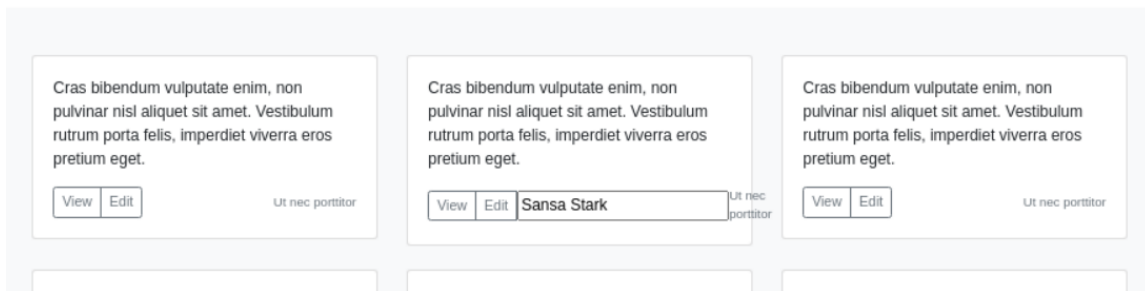 Cras bibendum vulputate enim, non
pulvinar nisl aliquet sit amet. Vestibulum
rutrum porta felis, imperdiet viverra eros
pretium eget.
View Edit Ut nec porttitor
Cras bibendum vulputate enim, non
pulvinar nisl aliquet sit amet. Vestibulum
rutrum porta felis, imperdiet viverra eros
pretium eget.
View Edit Sansa Stark Ut nec
porttitor
Cras bibendum vulputate enim, non
pulvinar nisl aliquet sit amet. Vestibulum
rutrum porta felis, imperdiet viverra eros
pretium eget.
View Edit Ut nec porttitor